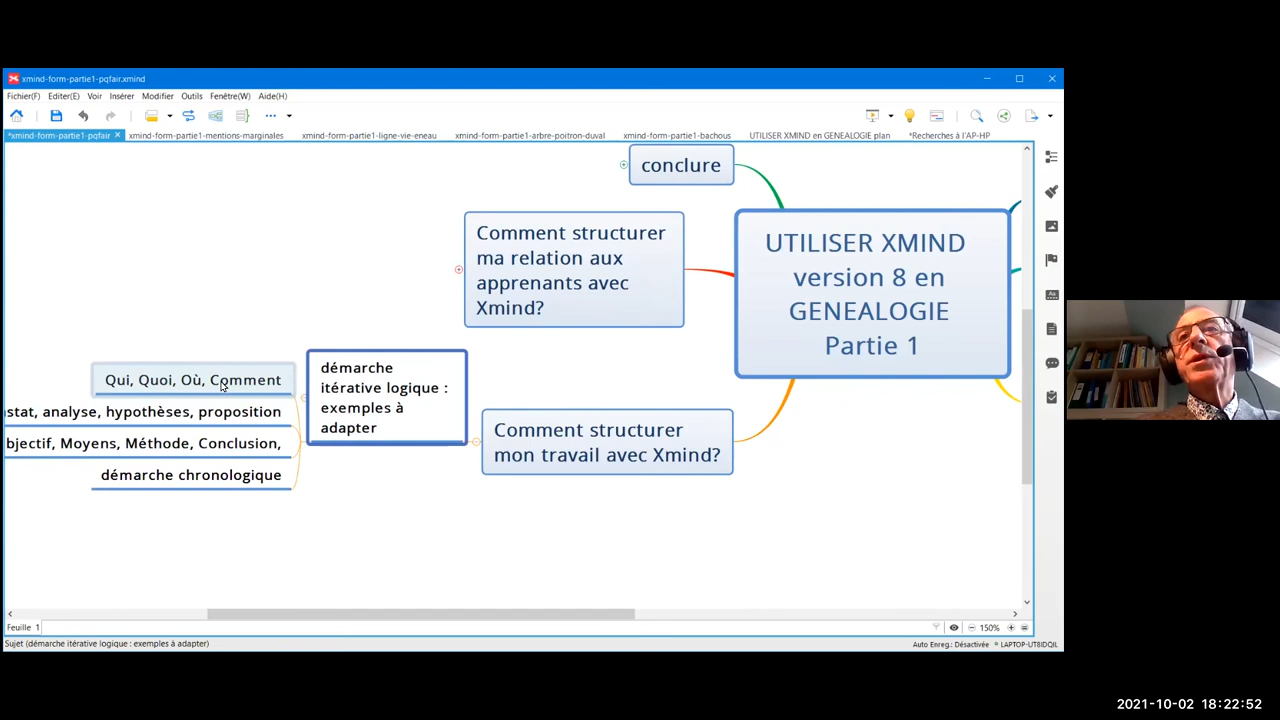 xmind-form-partie1-pqfair.xmind
Fichier(F) Editer(E) Voir Insérer Modifier Outils Fenêtre(W) Aide(H)
*xmind-form-partie1-pqfair xmind-form-partie1-mentions-marginales xmind-form-partie1-ligne-vie-eneau xmind-form-partie1-arbre-poitron-duval xmind-form-partie1-bachous UTILISER XMIND en GENEALOGIE plan *Recherches à l'AP-HP
conclure
Comment structurer
ma relation aux
apprenants avec
Xmind?
UTILISER XMIND
version 8 en
GENEALOGIE
Partie 1
démarche
itérative logique :
exemples à
adapter
Qui, Quoi, Où, Comment
stat, analyse, hypothèses, proposition
bjectif, Moyens, Méthode, Conclusion,
démarche chronologique
Comment structurer
mon travail avec Xmind?
Feuille 1
150%
Sujet (démarche itérative logique : exemples à adapter)
Auto Enreg.: Désactivée LAPTOP-UT8IDQIL
2021-10-02 18:22:52